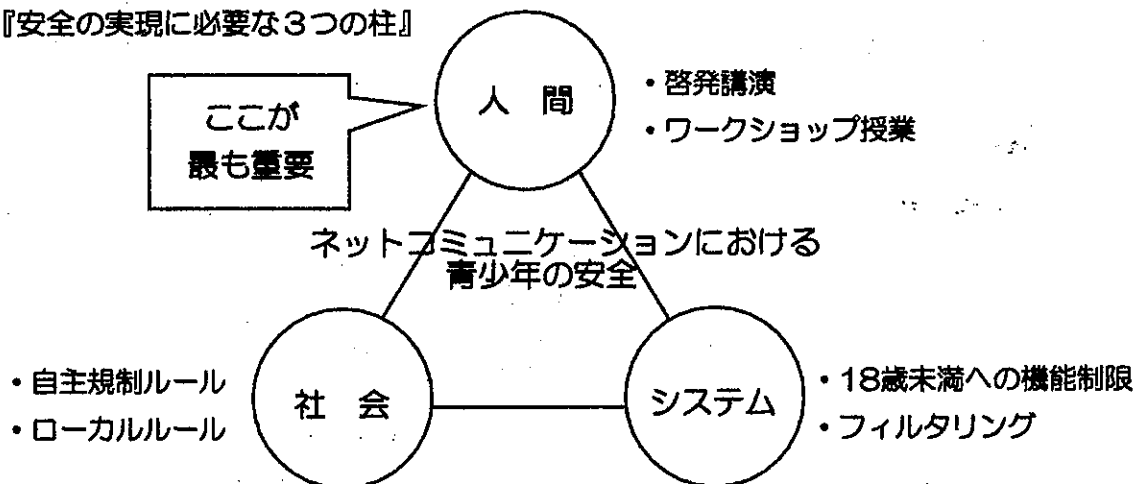 『安全の実現に必要な3つの柱』
ここが
最も重要
人 間
・啓発講演
・ワークショップ授業
ネットコミュニケーションにおける
青少年の安全
・自主規制ルール
・ローカルルール
社 会
システム
・18歳未満への機能制限
・フィルタリング